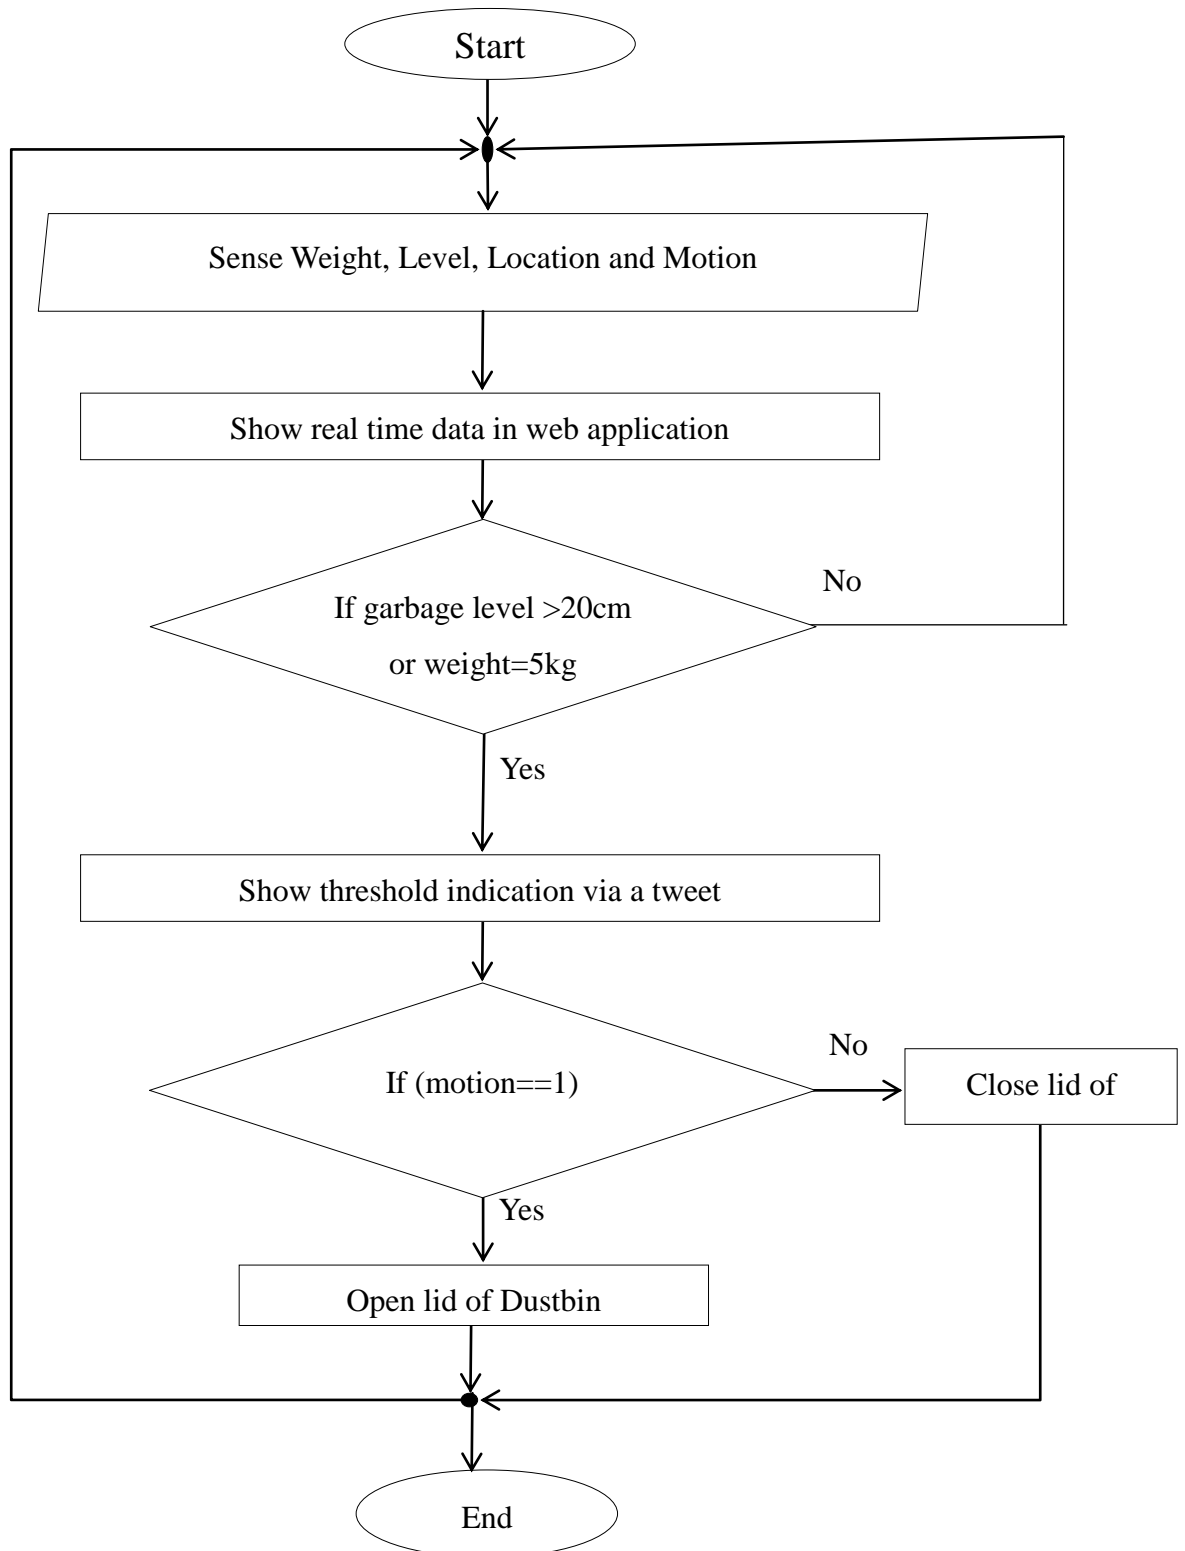 Start
Sense Weight, Level, Location and Motion
Show real time data in web application
If garbage level >20cm
or weight=5kg
No
Yes
Show threshold indication via a tweet
If (motion==1)
No
Close lid of
Yes
Open lid of Dustbin
End